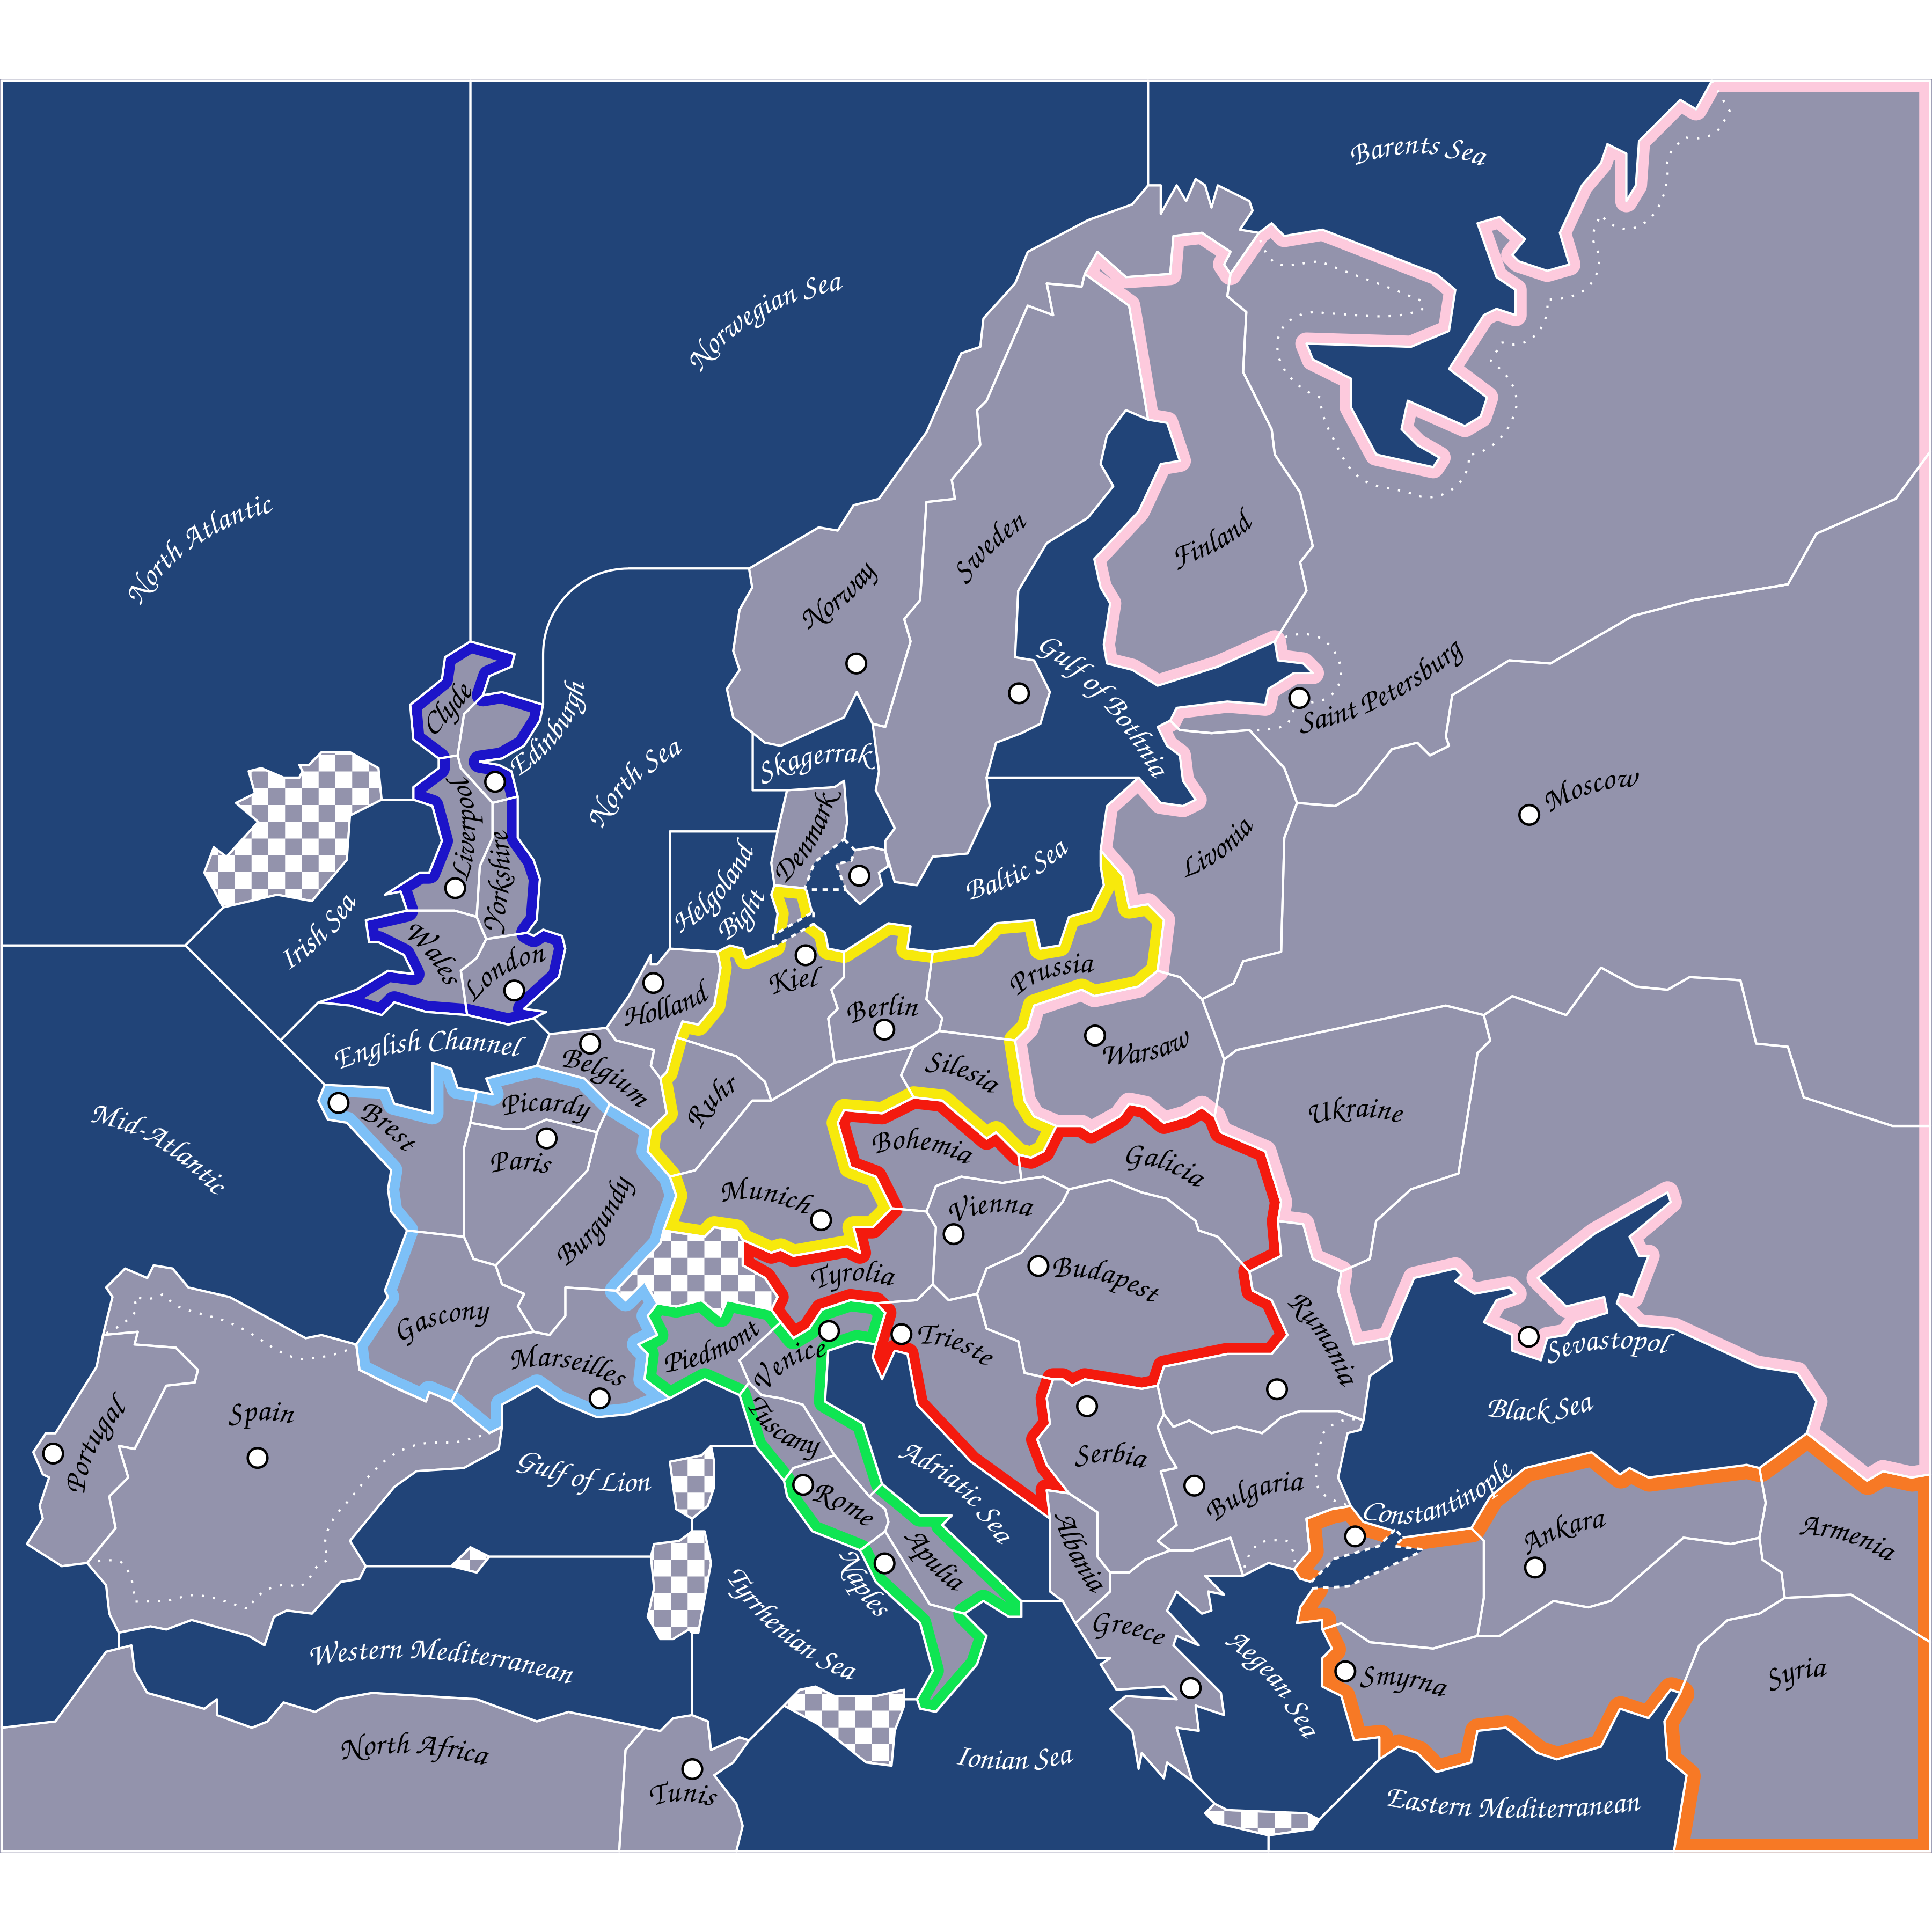 Barents Sea
Norwegian Sea
North Atlantic
Sweden
Finland
Norway
Clyde
Edinburgh
Gulf of Bothnia
Saint Petersburg
North Sea
Skagerrak
Moscow
Liverpool
Yorkshire
Denmark
Livonia
Helgoland
Bight
Baltic Sea
Irish Sea
Wales
London
Holland
Kiel
Berlin
Prussia
English Channel
Belgium
Silesia
Warsaw
Ruhr
Mid-Atlantic
Brest
Picardy
Paris
Burgundy
Bohemia
Galicia
Ukraine
Munich
Vienna
Tyrolia
Budapest
Rumania
Gascony
Marseilles
Piedmont
Venice
Trieste
Sevastopol
Portugal
Spain
Tuscany
Black Sea
Gulf of Lion
Rome
Adriatic Sea
Serbia
Bulgaria
Constantinople
Albania
Ankara
Armenia
Naples
Apulia
Western Mediterranean
Tyrrhenian Sea
Greece
Aegean Sea
Smyrna
Syria
North Africa
Tunis
Ionian Sea
Eastern Mediterranean